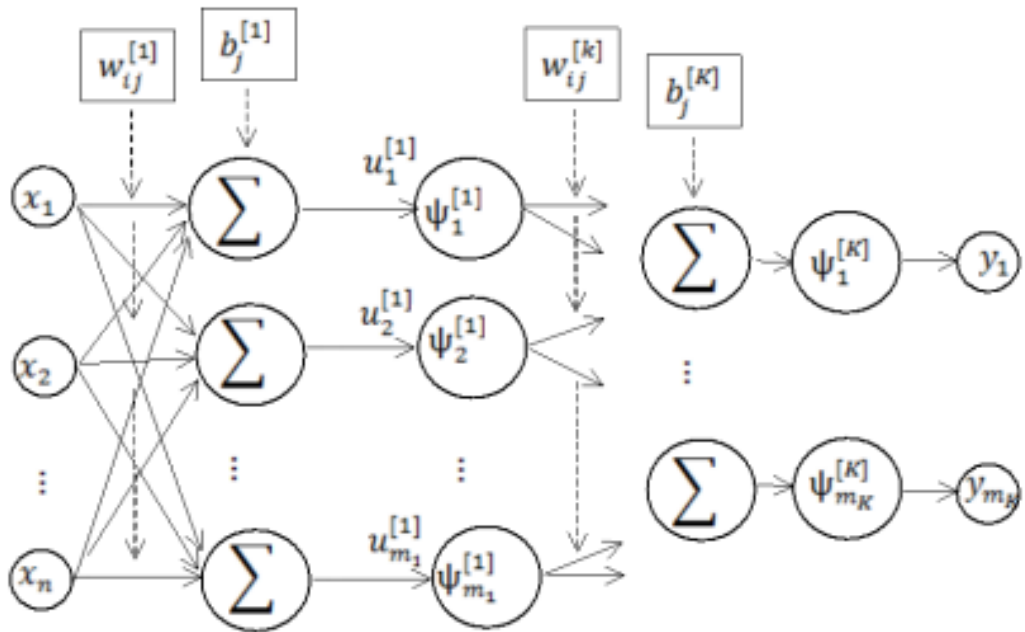 w_{ij}^{[1]} b_j^{[1]} w_{ij}^{[k]} b_j^{[K]}
x_1 ∑ u_1^{[1]} ψ_1^{[1]} ∑ ψ_1^{[K]} y_1
x_2 ∑ u_2^{[1]} ψ_2^{[1]} ⋮
⋮ ⋮ ⋮ ∑ ψ_{m_K}^{[K]} y_{m_K}
x_n ∑ u_{m_1}^{[1]} ψ_{m_1}^{[1]}